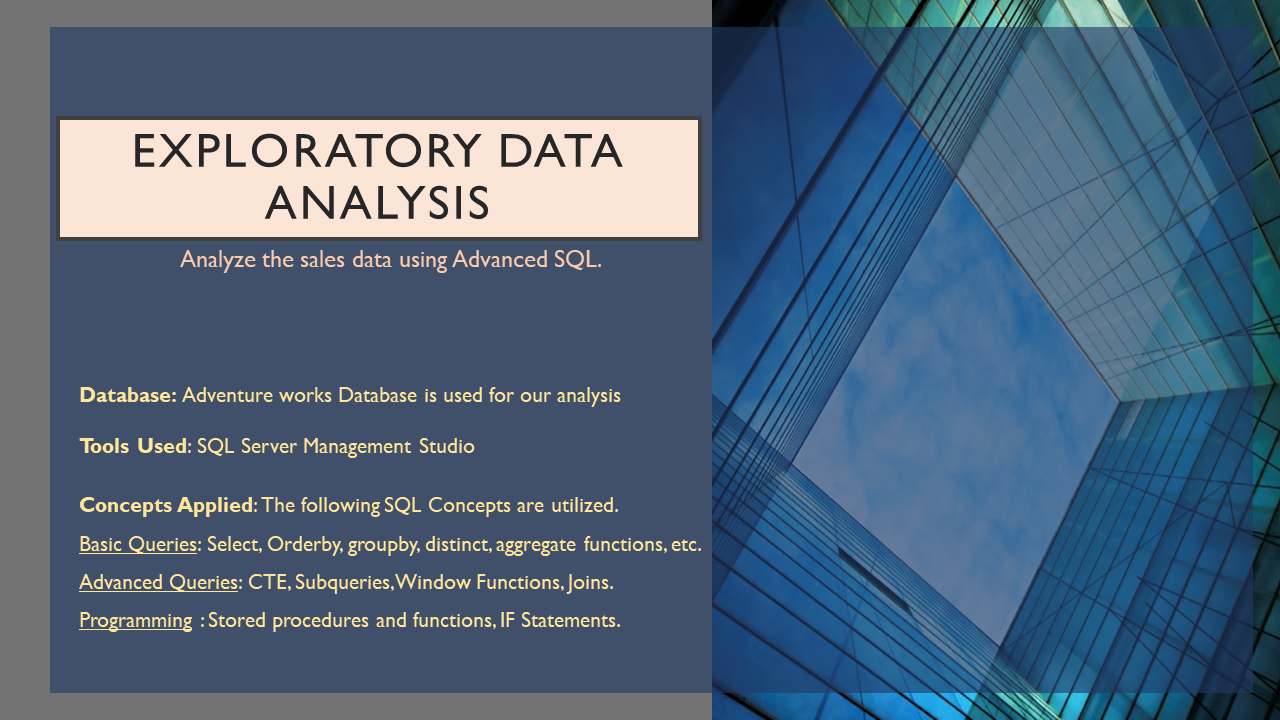 EXPLORATORY DATA
ANALYSIS
Analyze the sales data using Advanced SQL.
Database: Adventure works Database is used for our analysis
Tools Used: SQL Server Management Studio
Concepts Applied: The following SQL Concepts are utilized.
Basic Queries: Select, Orderby, groupby, distinct, aggregate functions, etc.
Advanced Queries: CTE, Subqueries, Window Functions, Joins.
Programming : Stored procedures and functions, IF Statements.